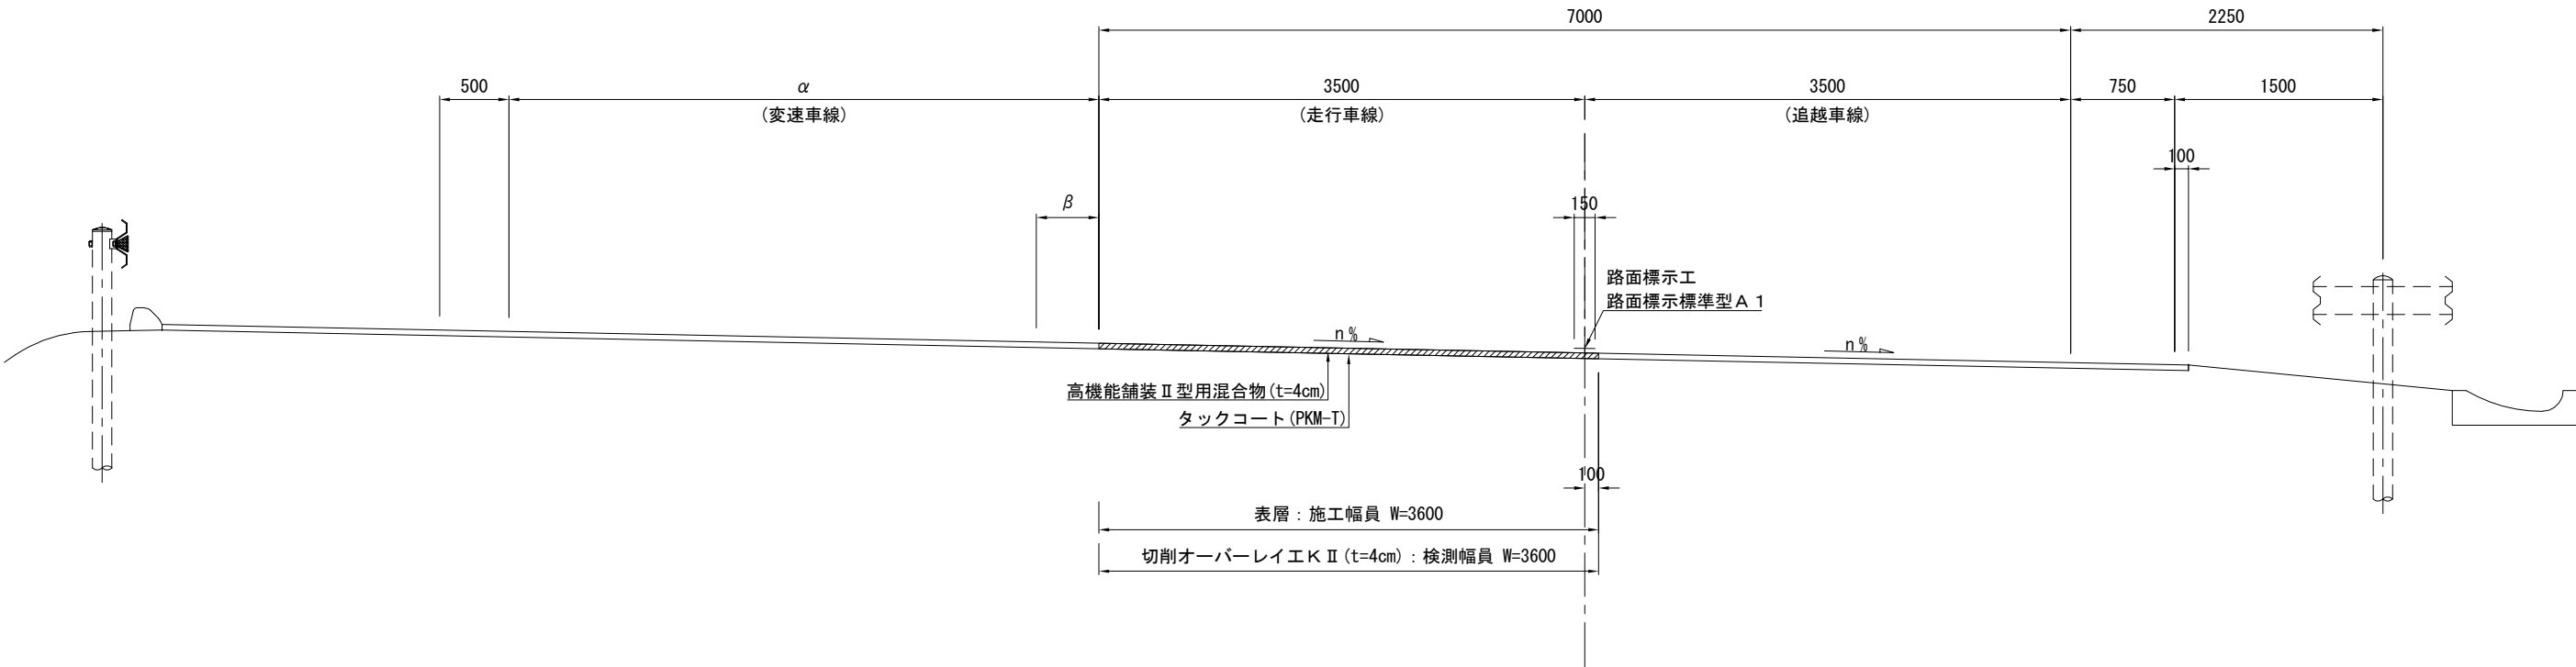 7000
2250
500
α
3500
3500
750
1500
(変速車線)
(走行車線)
(追越車線)
100
β
150
路面標示工
路面標示標準型A1
n%
n%
高機能舗装Ⅱ型用混合物(t=4cm)
タックコート(PKM-T)
100
表層：施工幅員 W=3600
切削オーバーレイ工KⅡ(t=4cm)：検測幅員 W=3600